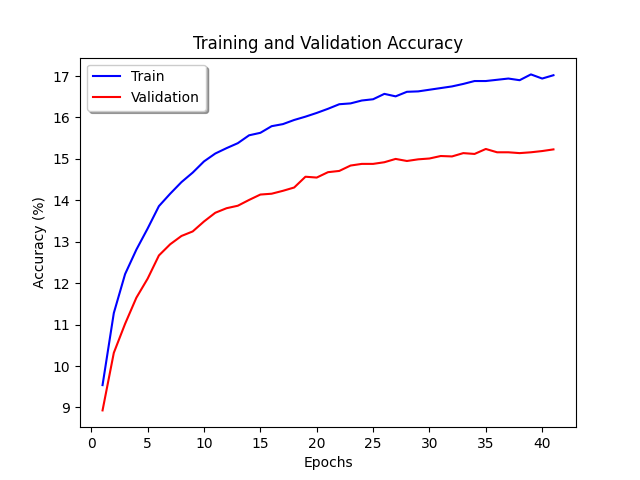 Training and Validation Accuracy
Train
Validation
17
16
15
14
13
12
11
10
9
Accuracy (%)
0 5 10 15 20 25 30 35 40
Epochs